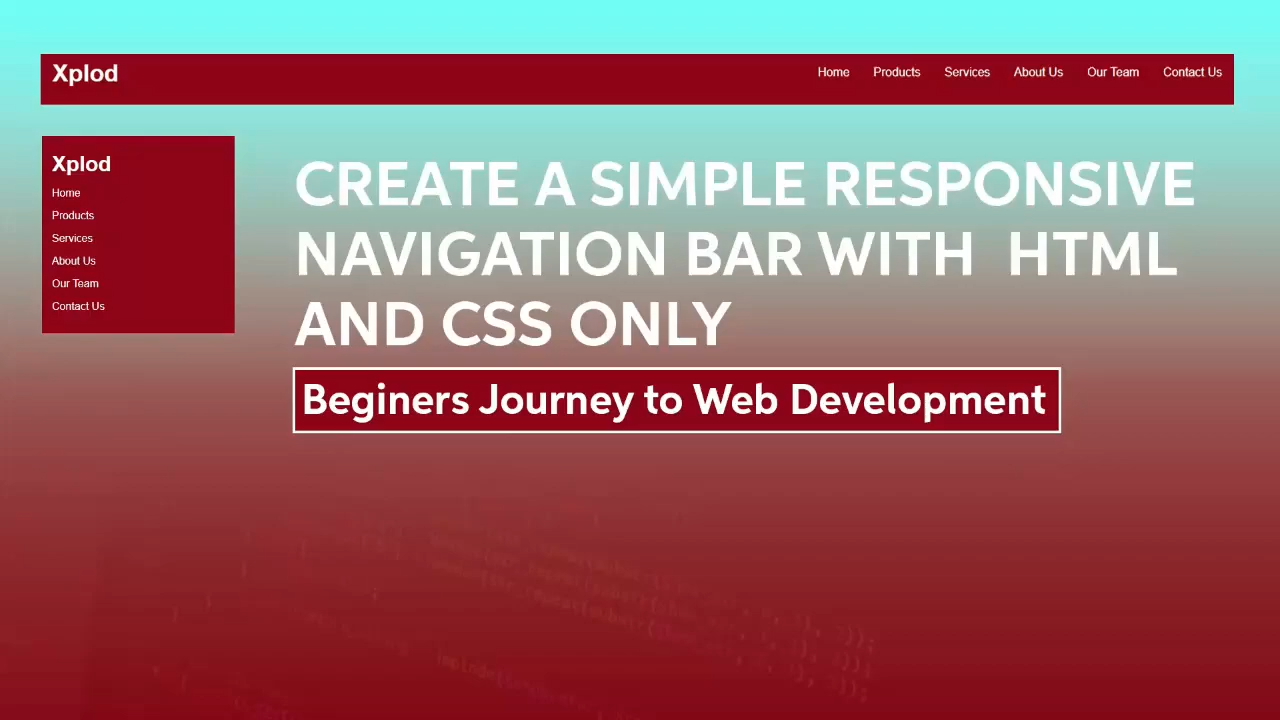 Xplod
Home Products Services About Us Our Team Contact Us
Xplod
Home
Products
Services
About Us
Our Team
Contact Us
CREATE A SIMPLE RESPONSIVE
NAVIGATION BAR WITH HTML
AND CSS ONLY
Beginers Journey to Web Development